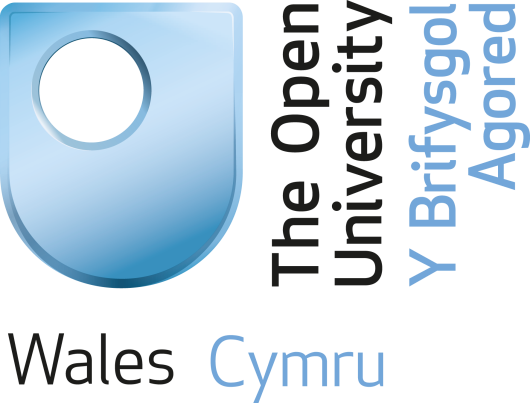 The Open
University
Y Brifysgol
Agored
Wales Cymru